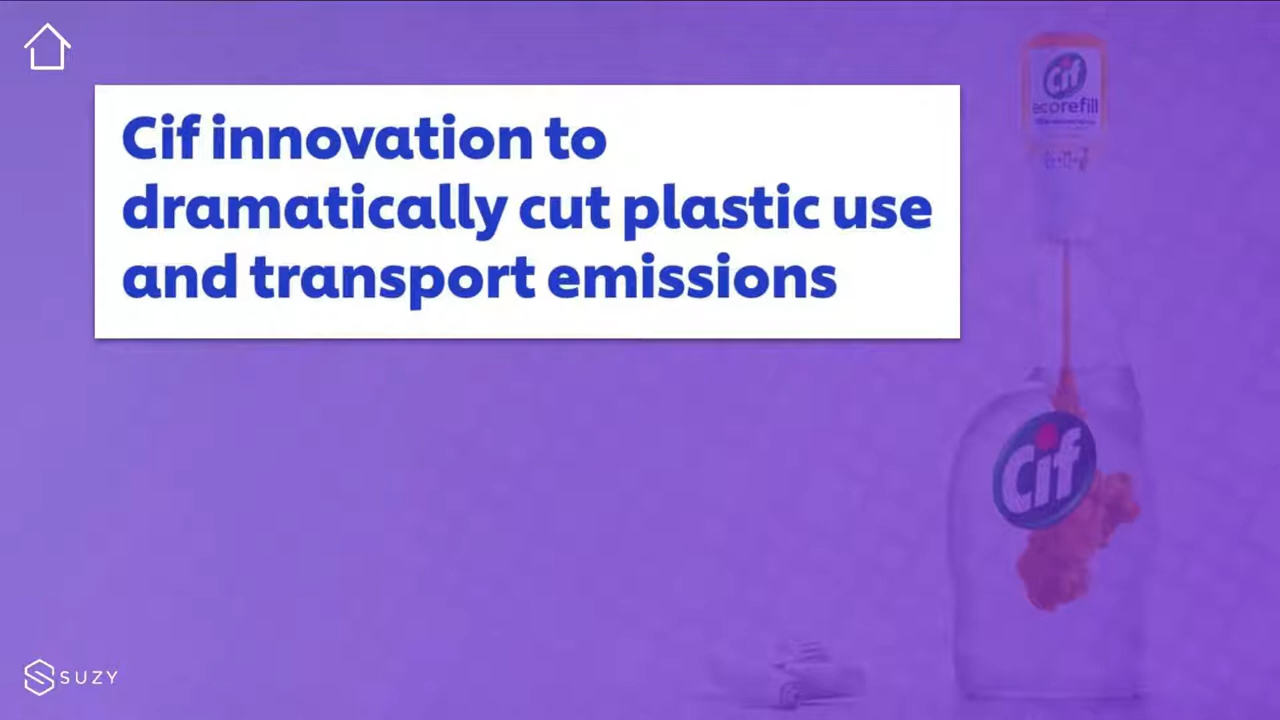 Cif
ecorefill
Cif innovation to
dramatically cut plastic use
and transport emissions
Cif
SUZY